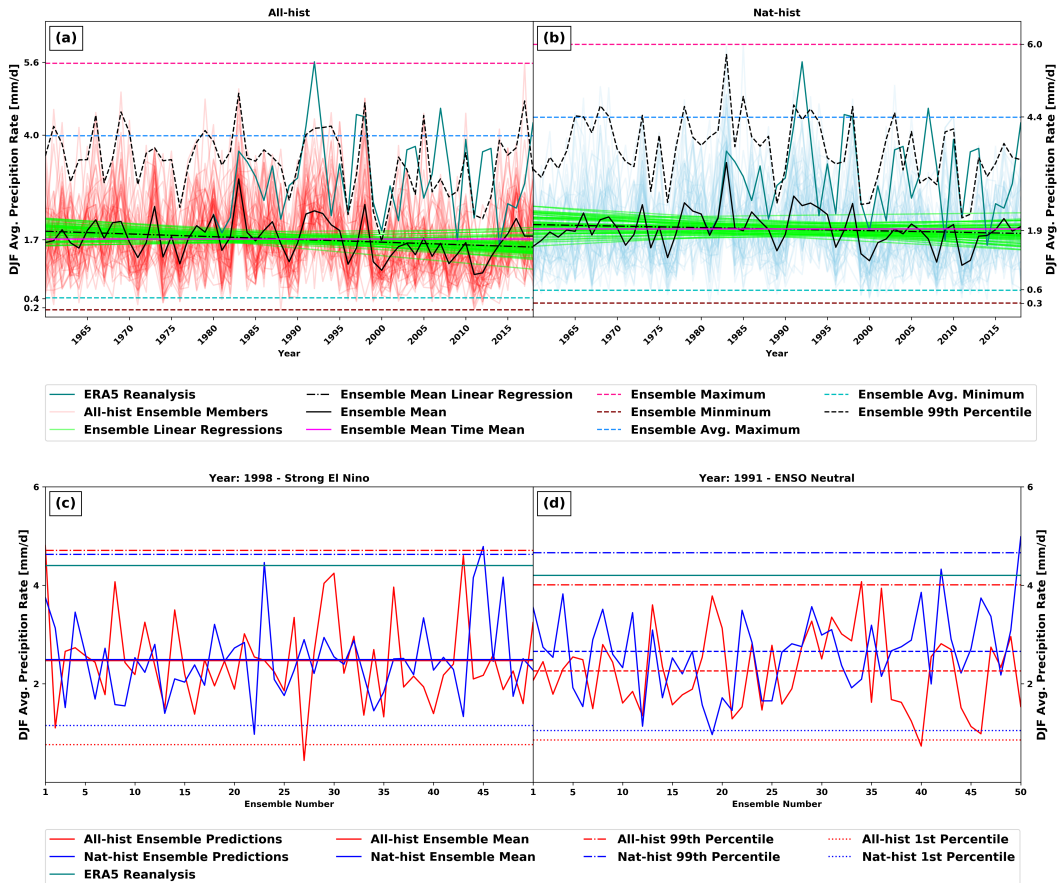 All-hist
Nat-hist
(a)
(b)
DJF Avg. Precipition Rate [mm/d]
5.6
4.0
1.7
0.4
0.2
6.0
4.4
1.9
0.6
0.3
DJF Avg. Precipition Rate [mm/d]
1965 1970 1975 1980 1985 1990 1995 2000 2005 2010 2015
1965 1970 1975 1980 1985 1990 1995 2000 2005 2010 2015
Year
Year
ERA5 Reanalysis
All-hist Ensemble Members
Ensemble Linear Regressions
Ensemble Mean Linear Regression
Ensemble Mean
Ensemble Mean Time Mean
Ensemble Maximum
Ensemble Minminum
Ensemble Avg. Maximum
Ensemble Avg. Minimum
Ensemble 99th Percentile
Year: 1998 - Strong El Nino
Year: 1991 - ENSO Neutral
(c)
(d)
DJF Avg. Precipition Rate [mm/d]
6
4
2
6
4
2
DJF Avg. Precipition Rate [mm/d]
1 5 10 15 20 25 30 35 40 45
1 5 10 15 20 25 30 35 40 45 50
Ensemble Number
Ensemble Number
All-hist Ensemble Predictions
Nat-hist Ensemble Predictions
ERA5 Reanalysis
All-hist Ensemble Mean
Nat-hist Ensemble Mean
All-hist 99th Percentile
Nat-hist 99th Percentile
All-hist 1st Percentile
Nat-hist 1st Percentile